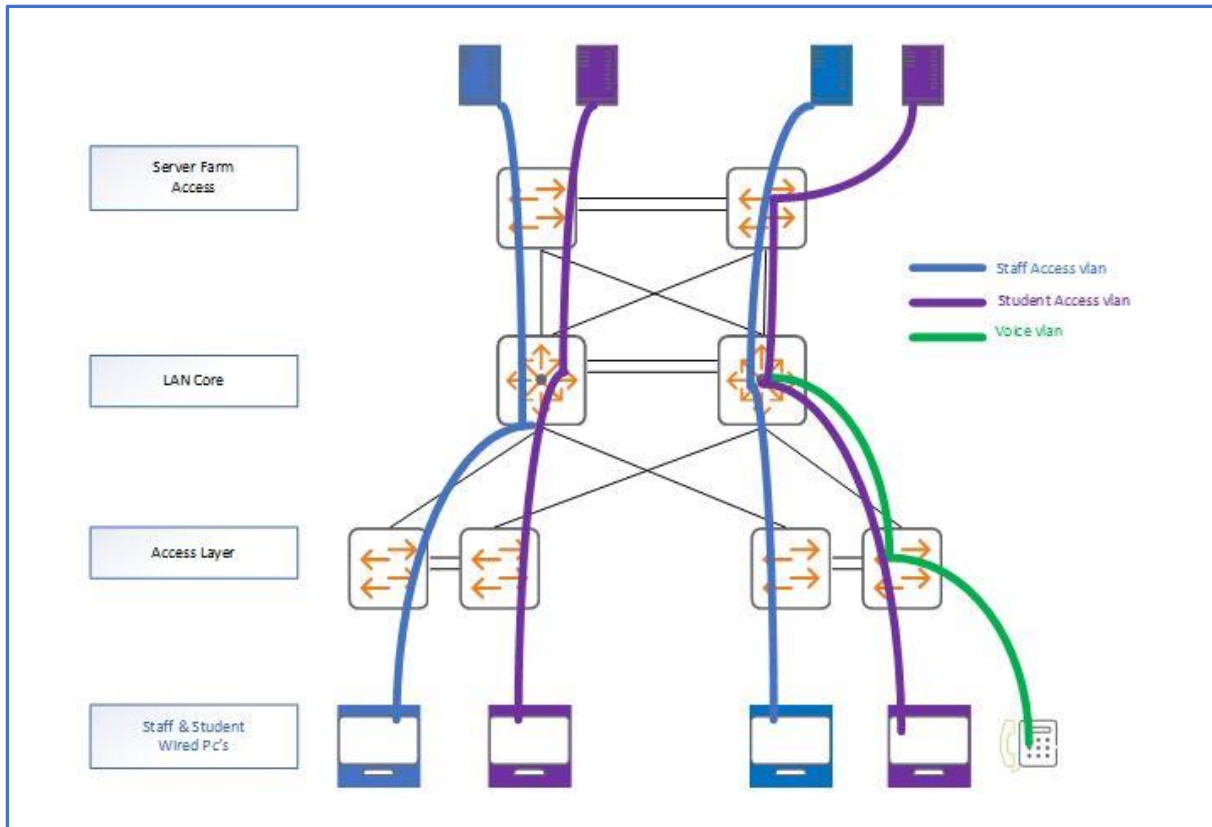 Server Farm
Access
Staff Access vlan
Student Access vlan
Voice vlan
LAN Core
Access Layer
Staff & Student
Wired Pc's